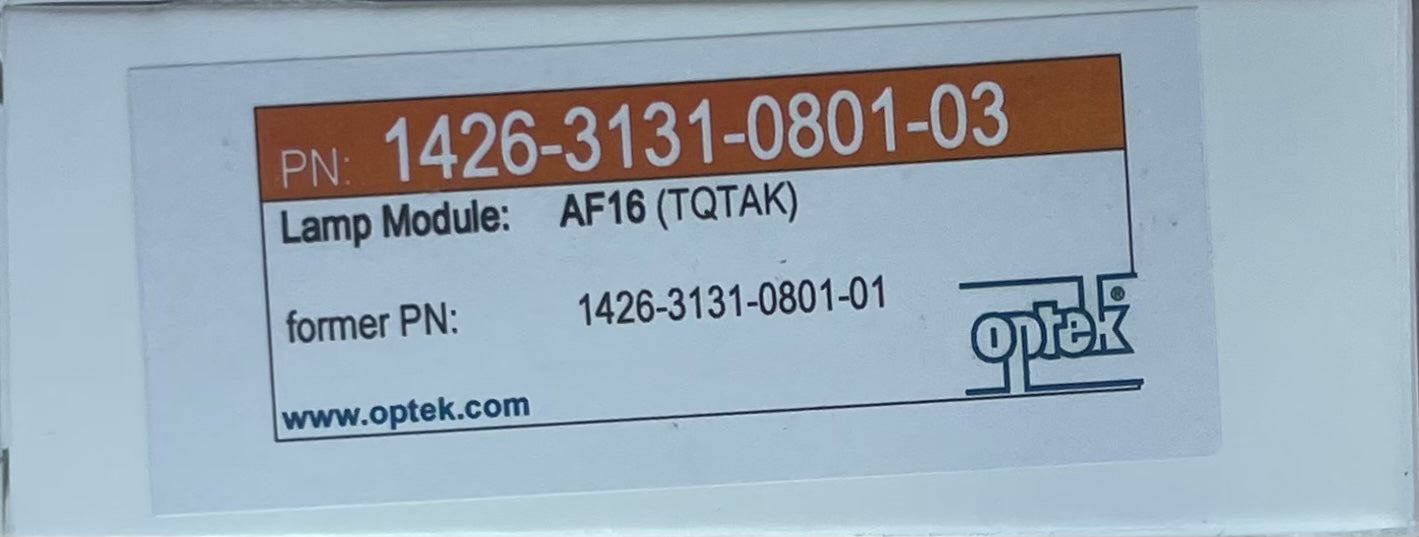 PN: 1426-3131-0801-03
Lamp Module: AF16 (TQTAK)
former PN: 1426-3131-0801-01
optek®
www.optek.com